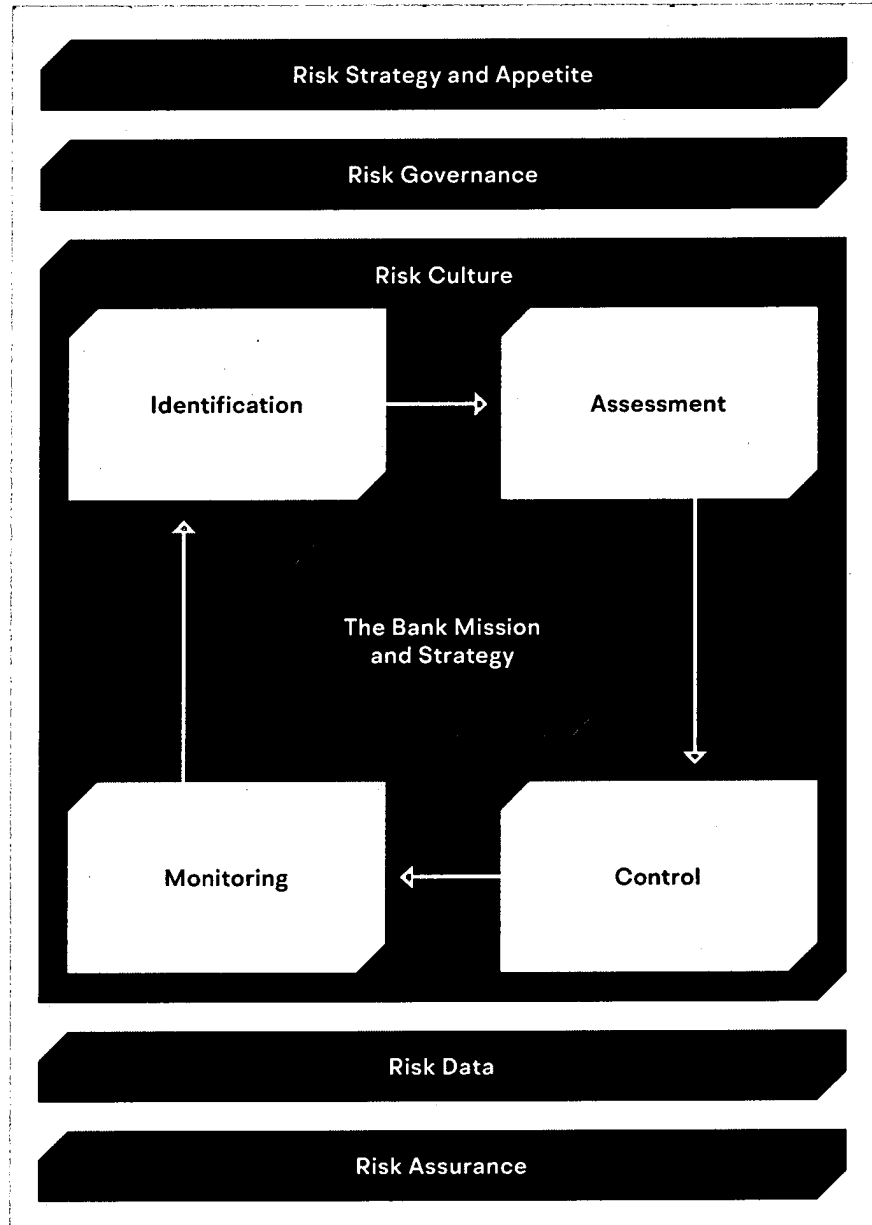 Risk Strategy and Appetite
Risk Governance
Risk Culture
Identification
Assessment
The Bank Mission
and Strategy
Monitoring
Control
Risk Data
Risk Assurance